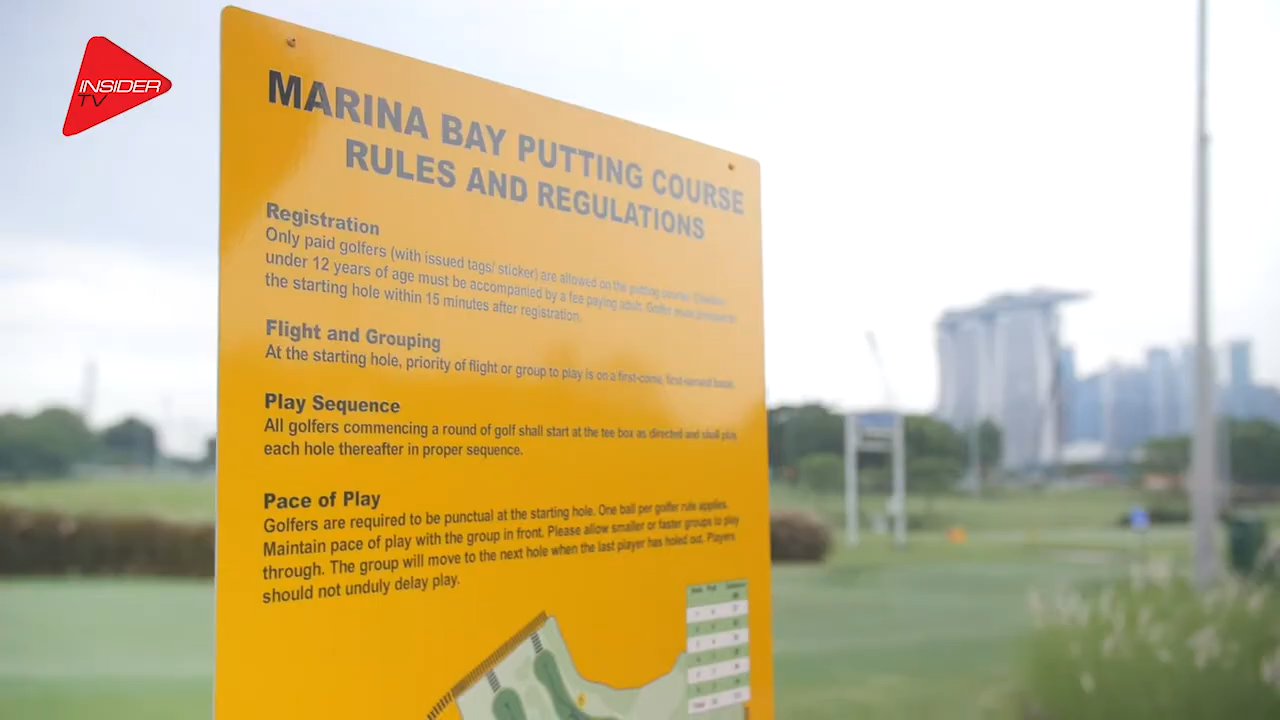 INSIDER
TV
MARINA BAY PUTTING COURSE
RULES AND REGULATIONS
Registration
Only paid golfers (with issued tags/ sticker) are allowed on the putting course. Children
under 12 years of age must be accompanied by a fee paying adult. Golfer must
the starting hole within 15 minutes after registration.
Flight and Grouping
At the starting hole, priority of flight or group to play is on a first-come, first-served basis.
Play Sequence
All golfers commencing a round of golf shall start at the tee box as directed and shall play
each hole thereafter in proper sequence.
Pace of Play
Golfers are required to be punctual at the starting hole. One ball per golfer rule applies.
Maintain pace of play with the group in front. Please allow smaller or faster groups to play
through. The group will move to the next hole when the last player has holed out. Players
should not unduly delay play.